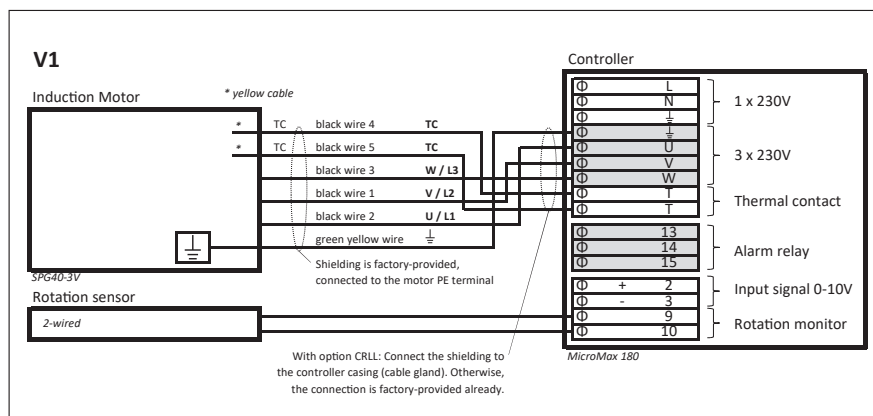 V1
Controller
Induction Motor
* yellow cable
* TC black wire 4 TC
* TC black wire 5 TC
black wire 3 W / L3
black wire 1 V / L2
black wire 2 U / L1
green yellow wire
Shielding is factory-provided,
connected to the motor PE terminal
SPG40-3V
Rotation sensor
2-wired
L
N
1 x 230V
U
V
W
3 x 230V
T
T
Thermal contact
13
14
15
Alarm relay
+ 2
- 3
Input signal 0-10V
9
10
Rotation monitor
MicroMax 180
With option CRLL: Connect the shielding to
the controller casing (cable gland). Otherwise,
the connection is factory-provided already.